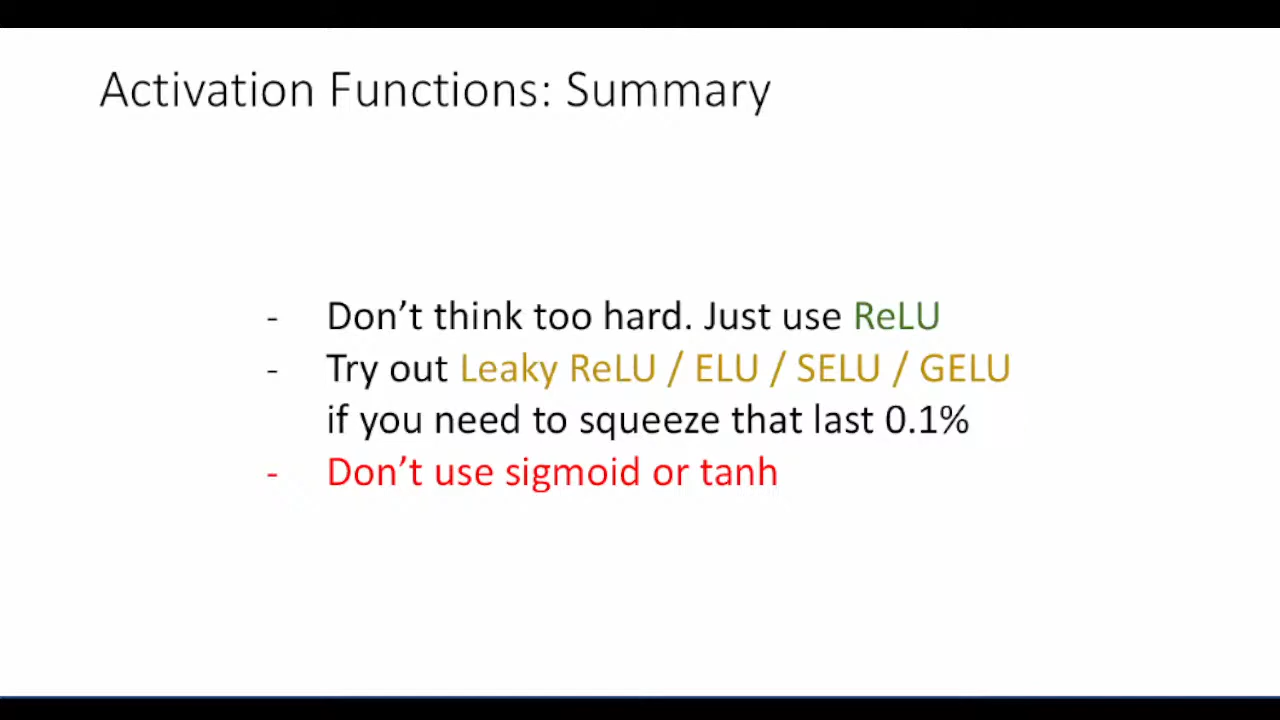 Activation Functions: Summary
- Don’t think too hard. Just use ReLU
- Try out Leaky ReLU / ELU / SELU / GELU
if you need to squeeze that last 0.1%
- Don’t use sigmoid or tanh